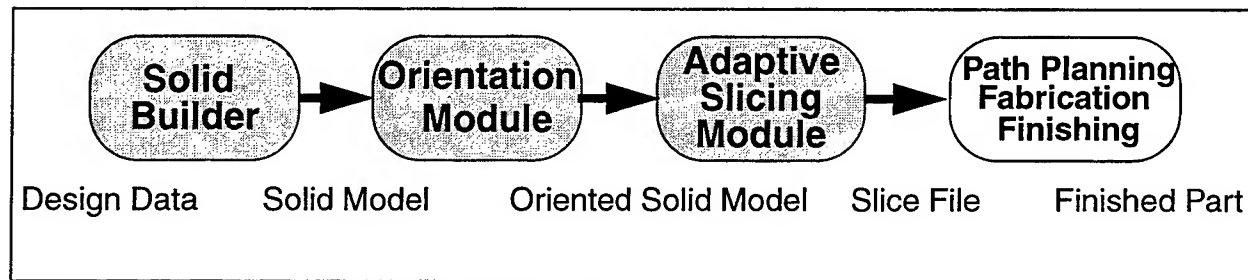 Solid
Builder
Orientation
Module
Adaptive
Slicing
Module
Path Planning
Fabrication
Finishing
Design Data
Solid Model
Oriented Solid Model
Slice File
Finished Part